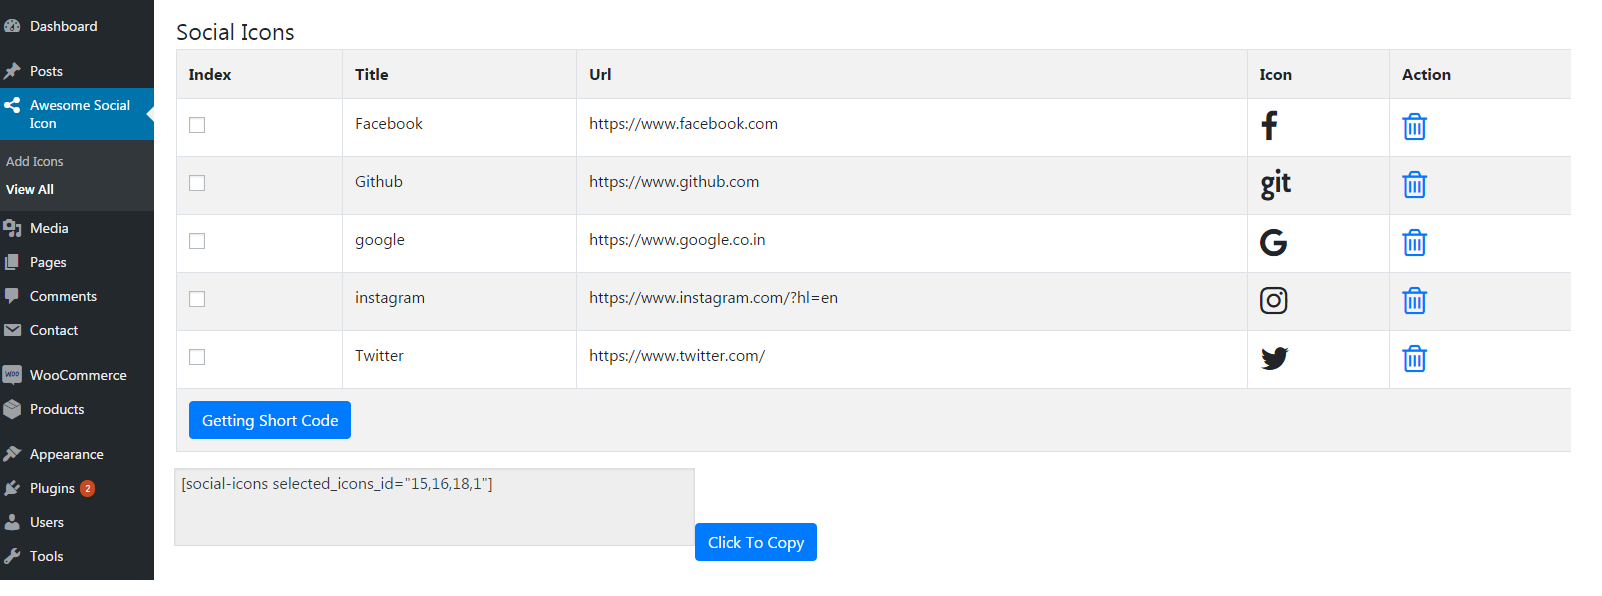 Dashboard
Posts
Awesome Social
Icon
Add Icons
View All
Media
Pages
Comments
Contact
WOO WooCommerce
Products
Appearance
Plugins 2
Users
Tools
Social Icons
Index Title Url Icon Action
Facebook https://www.facebook.com
Github https://www.github.com git
google https://www.google.co.in G
instagram https://www.instagram.com/?hl=en
Twitter https://www.twitter.com/
Getting Short Code
[social-icons selected_icons_id="15,16,18,1"]
Click To Copy